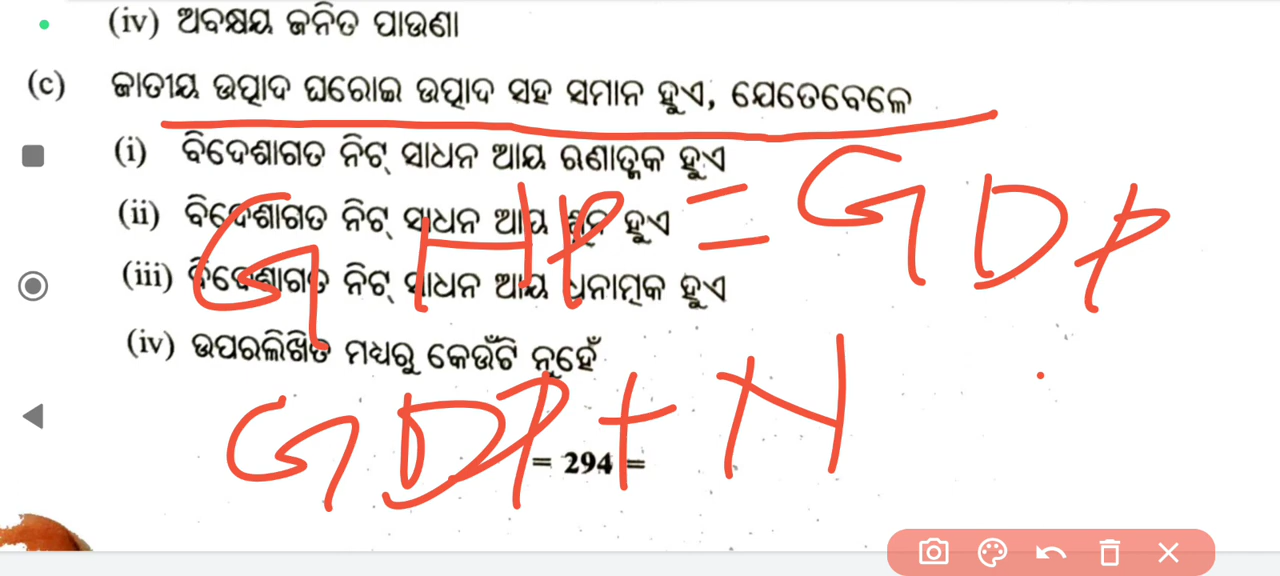 (iv) ଅବକ୍ଷୟ ଜନିତ ପାଉଣା
(c) ଜାତୀୟ ଉତ୍ପାଦ ଘରୋଇ ଉତ୍ପାଦ ସହ ସମାନ ହୁଏ, ଯେତେବେଳେ
(i) ବିଦେଶାଗତ ନିଟ୍ ସାଧନ ଆୟ ଋଣାତ୍ମକ ହୁଏ
(ii) ବିଦେଶାଗତ ନିଟ୍ ସାଧନ ଆୟ ଶୂନ ହୁଏ
(iii) ବିଦେଶାଗତ ନିଟ୍ ସାଧନ ଆୟ ଧନାତ୍ମକ ହୁଏ
G HP = GDP
(iv) ଉପରଲିଖିତ ମଧ୍ୟରୁ କେଉଁଟି ନୁହେଁ
GDP + N
= 294 =